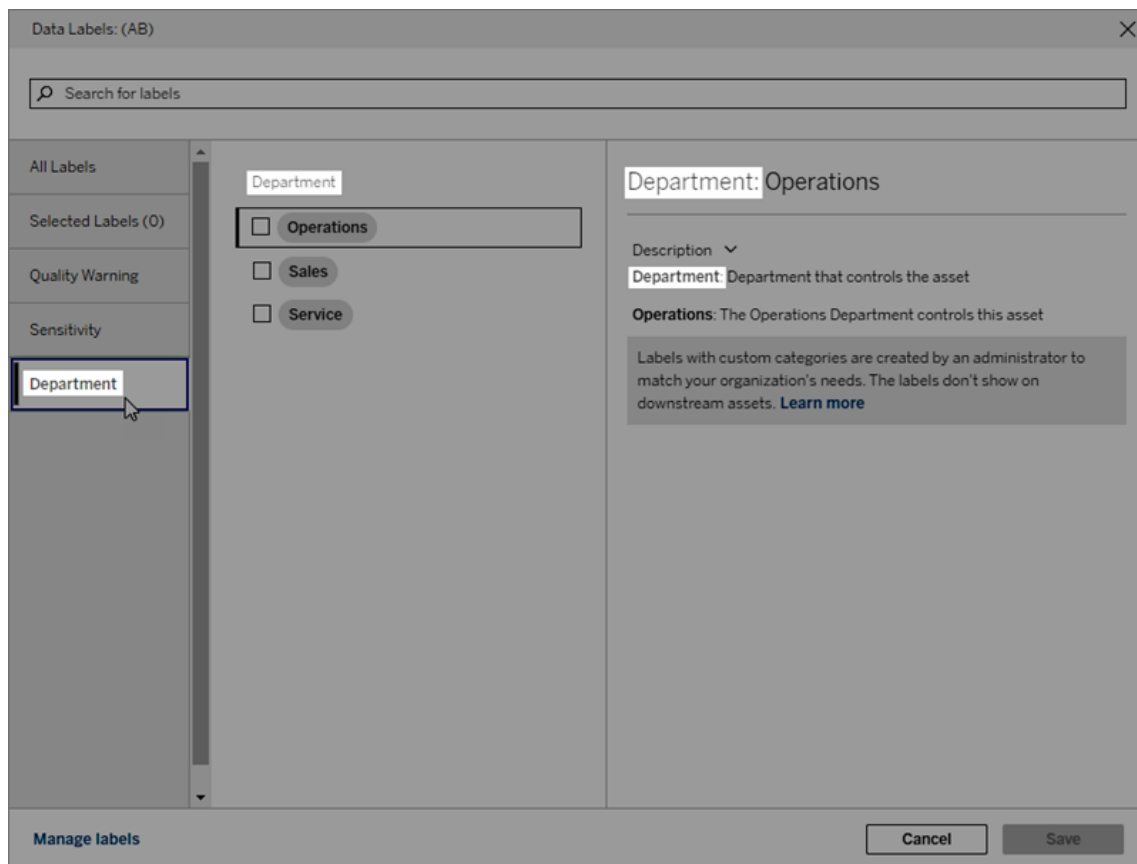 Data Labels: (AB)
Search for labels
All Labels
Selected Labels (0)
Quality Warning
Sensitivity
Department
Department
Operations
Sales
Service
Department: Operations
Description
Department: Department that controls the asset
Operations: The Operations Department controls this asset
Labels with custom categories are created by an administrator to
match your organization's needs. The labels don't show on
downstream assets. Learn more
Manage labels
Cancel
Save